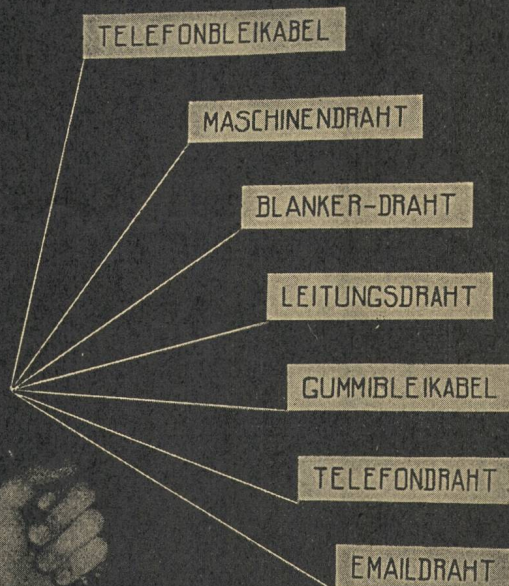 TELEFONBLEIKABEL
MASCHINENDRAHT
BLANKER-DRAHT
LEITUNGSDRAHT
GUMMIBLEIKABEL
TELEFONDRAHT
EMAILDRAHT